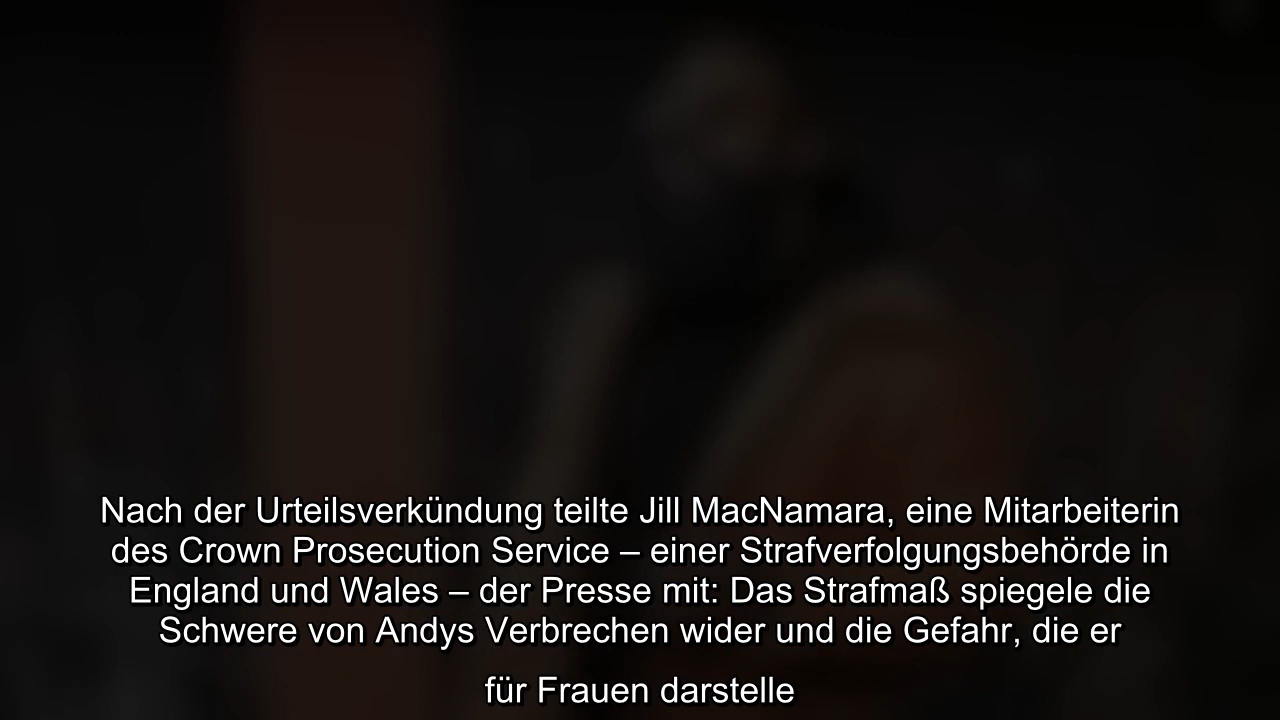 Nach der Urteilsverkündung teilte Jill MacNamara, eine Mitarbeiterin
des Crown Prosecution Service – einer Strafverfolgungsbehörde in
England und Wales – der Presse mit: Das Strafmaß spiegele die
Schwere von Andys Verbrechen wider und die Gefahr, die er
für Frauen darstelle